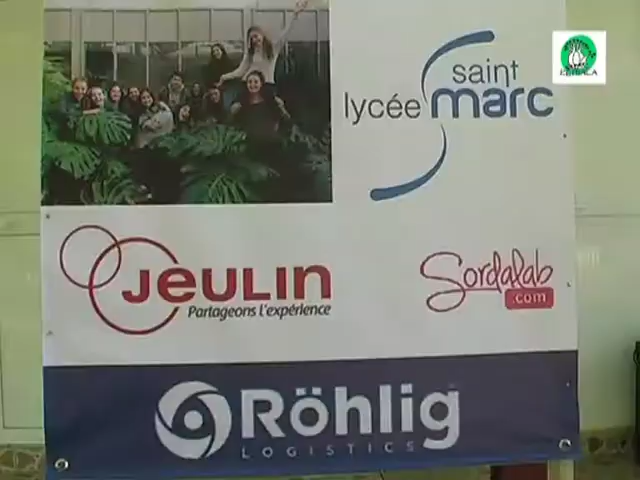 lycée saint marc
JEULIN
Partageons l'expérience
Sordalab
.com
Röhlig
LOGISTICS